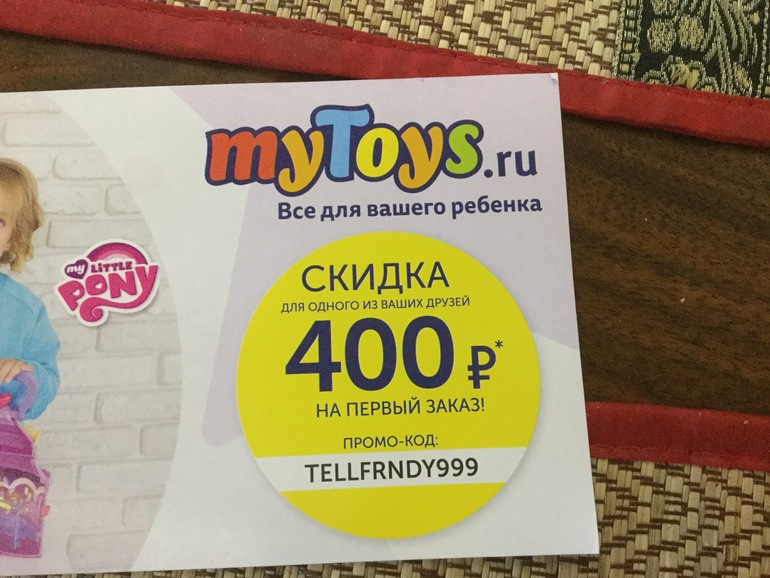 myToys.ru
Все для вашего ребенка
my
LITTLE
PONY
СКИДКА
ДЛЯ ОДНОГО ИЗ ВАШИХ ДРУЗЕЙ
400 ₽*
НА ПЕРВЫЙ ЗАКАЗ!
ПРОМО-КОД:
TELLFRNDY999